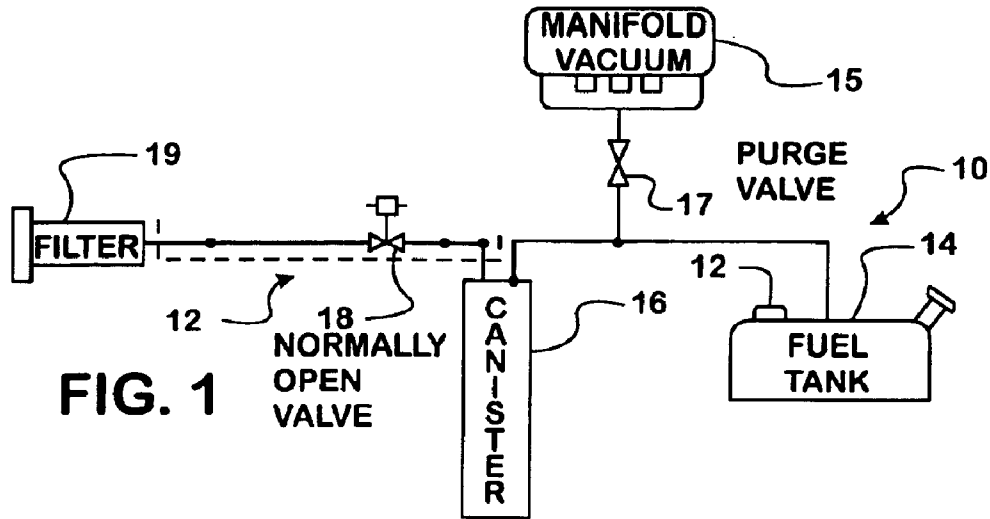 MANIFOLD
VACUUM
15
19
PURGE
VALVE
10
17
FILTER
12
14
12
18
16
NORMALLY
OPEN
VALVE
CANISTER
FUEL
TANK
FIG. 1